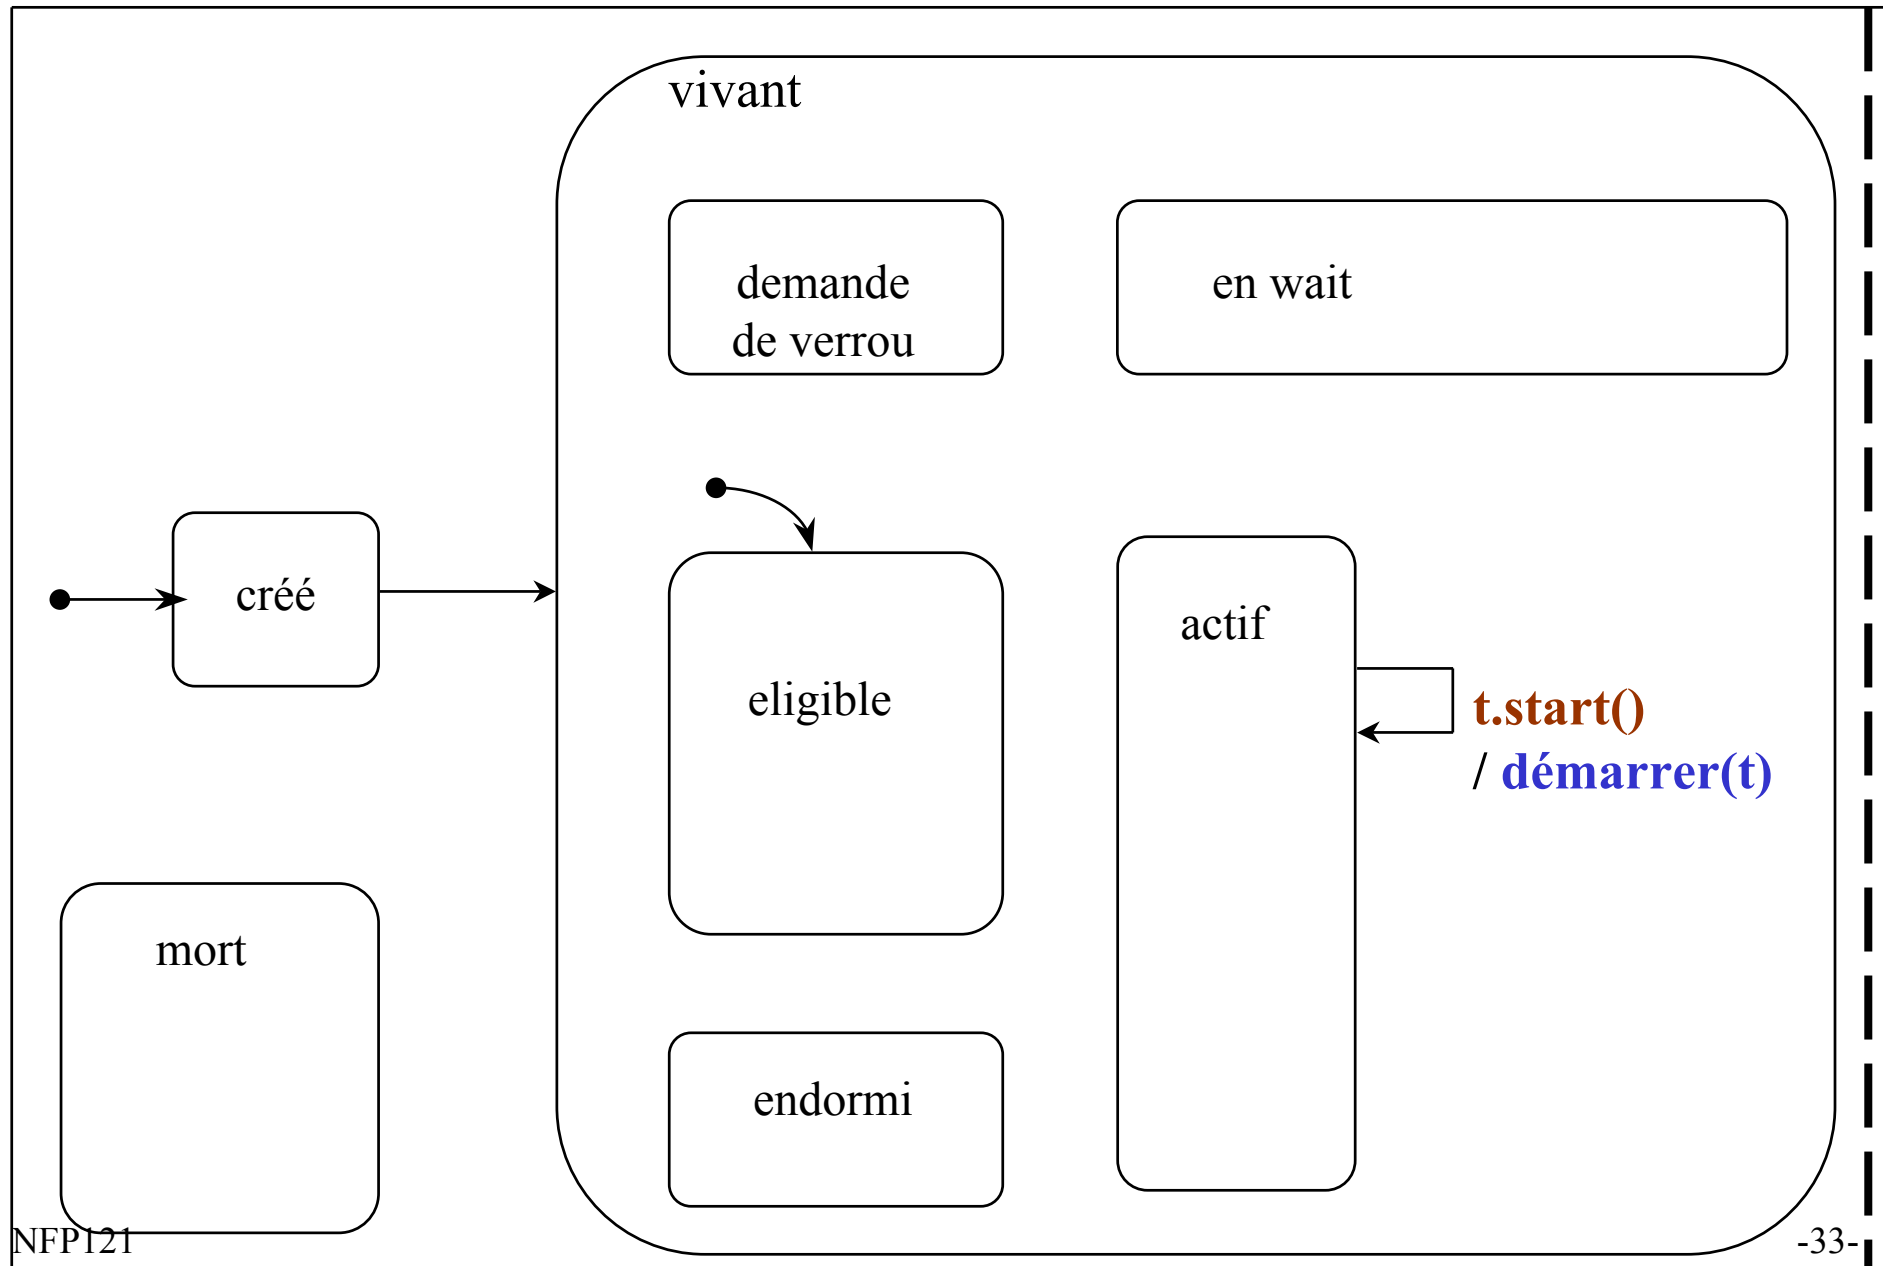 vivant
demande
de verrou
en wait
créé
eligible
actif
t.start()
/ démarrer(t)
mort
endormi
NFP121
-33-